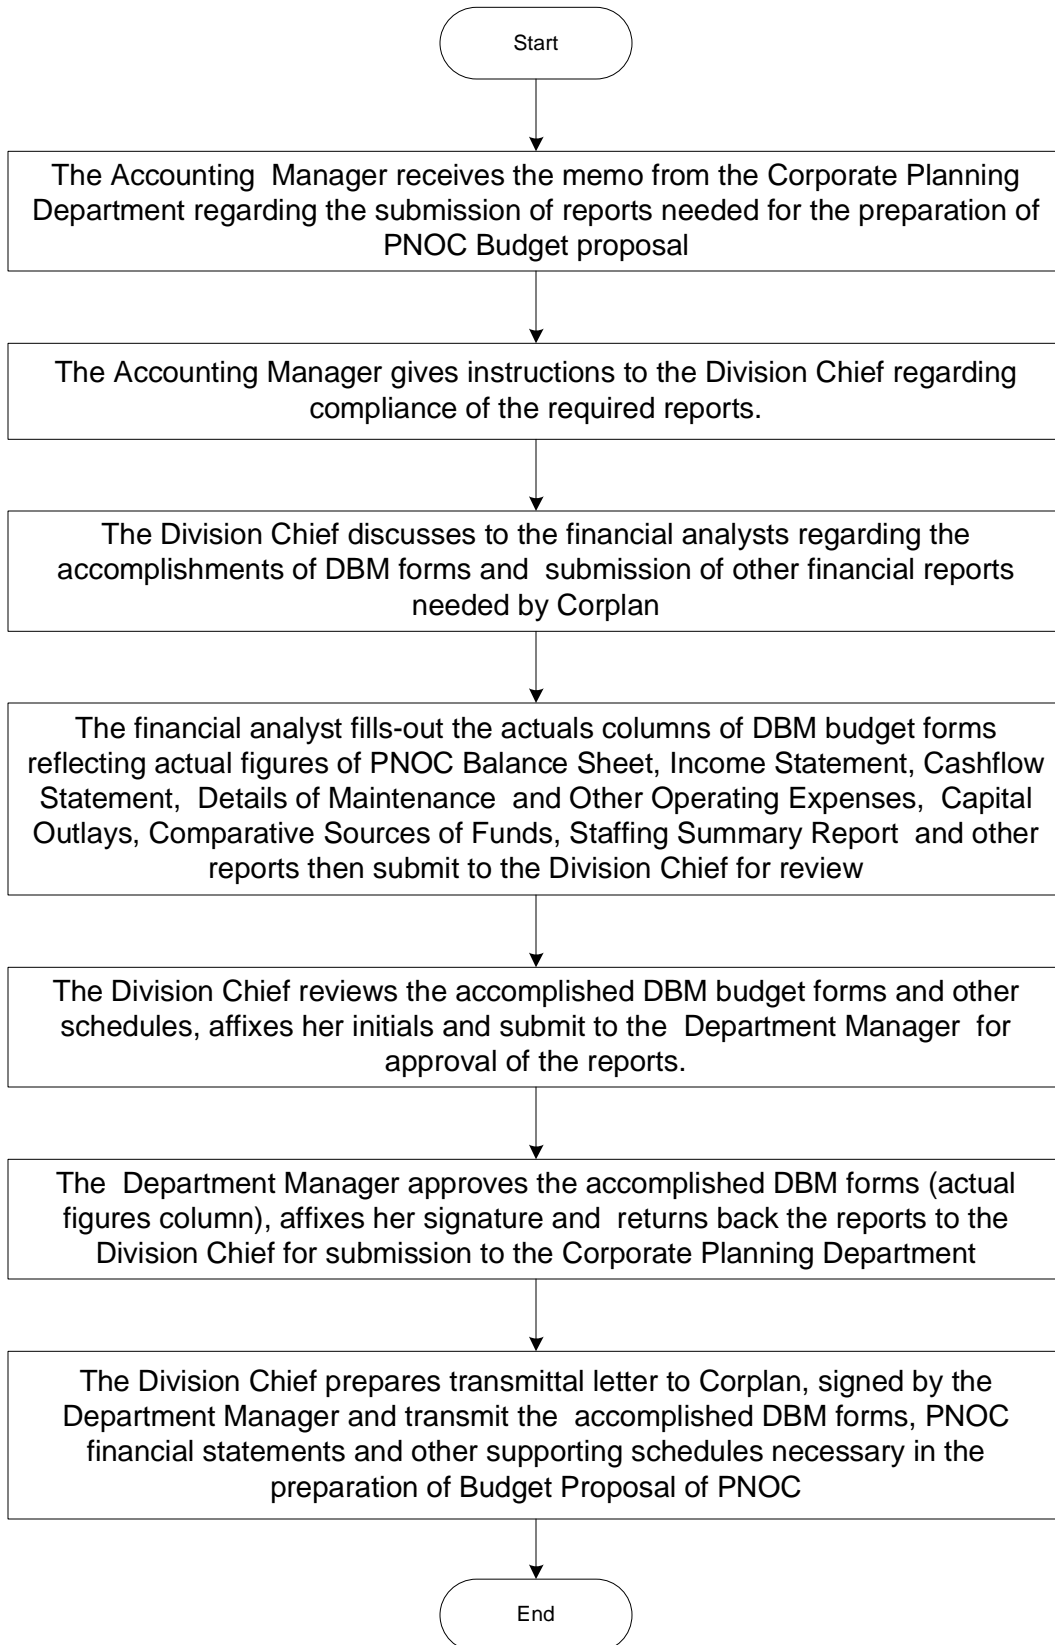 Start
The Accounting  Manager receives the memo from the Corporate Planning
Department regarding the submission of reports needed for the preparation of
PNOC Budget proposal
The Accounting Manager gives instructions to the Division Chief regarding
compliance of the required reports.
The Division Chief discusses to the financial analysts regarding the
accomplishments of DBM forms and  submission of other financial reports
needed by Corplan
The financial analyst fills-out the actuals columns of DBM budget forms
reflecting actual figures of PNOC Balance Sheet, Income Statement, Cashflow
Statement,  Details of Maintenance  and Other Operating Expenses,  Capital
Outlays, Comparative Sources of Funds, Staffing Summary Report  and other
reports then submit to the Division Chief for review
The Division Chief reviews the accomplished DBM budget forms and other
schedules, affixes her initials and submit to the  Department Manager  for
approval of the reports.
The  Department Manager approves the accomplished DBM forms (actual
figures column), affixes her signature and  returns back the reports to the
Division Chief for submission to the Corporate Planning Department
The Division Chief prepares transmittal letter to Corplan, signed by the
Department Manager and transmit the  accomplished DBM forms, PNOC
financial statements and other supporting schedules necessary in the
preparation of Budget Proposal of PNOC
End